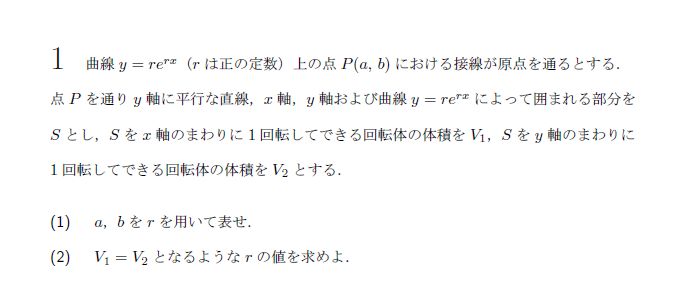 1 曲線 y = re^{rx}(r は正の定数)上の点 P(a, b) における接線が原点を通るとする.
点 P を通り y 軸に平行な直線,x 軸,y 軸および曲線 y = re^{rx} によって囲まれる部分を
S とし,S を x 軸のまわりに 1 回転してできる回転体の体積を V₁,S を y 軸のまわりに
1 回転してできる回転体の体積を V₂ とする.
(1) a,b を r を用いて表せ.
(2) V₁ = V₂ となるような r の値を求めよ.